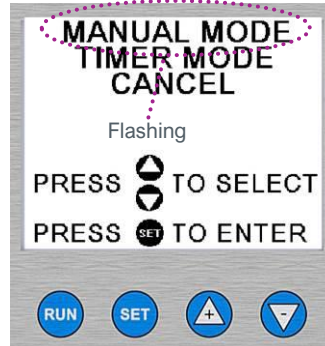 MANUAL MODE
TIMER MODE
CANCEL
Flashing
PRESS TO SELECT
PRESS SET TO ENTER
RUN SET + -